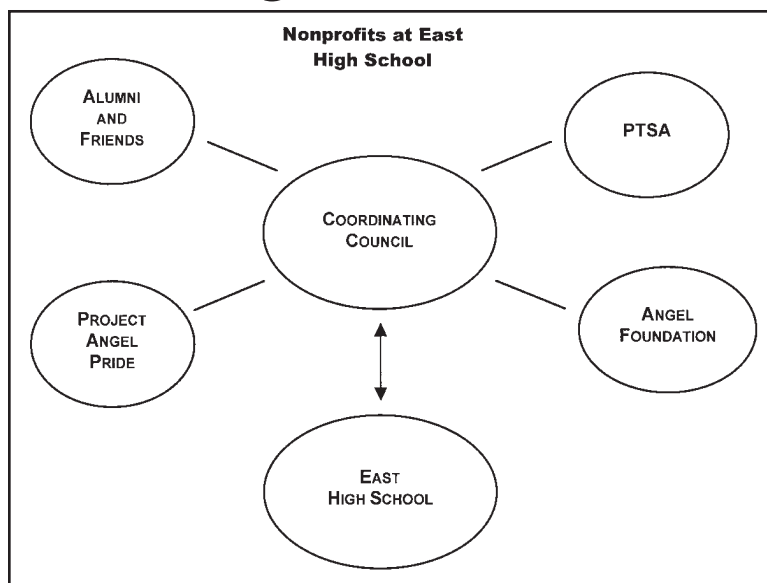 Nonprofits at East
High School
ALUMNI
AND
FRIENDS
PTSA
COORDINATING
COUNCIL
PROJECT
ANGEL
PRIDE
ANGEL
FOUNDATION
EAST
HIGH SCHOOL